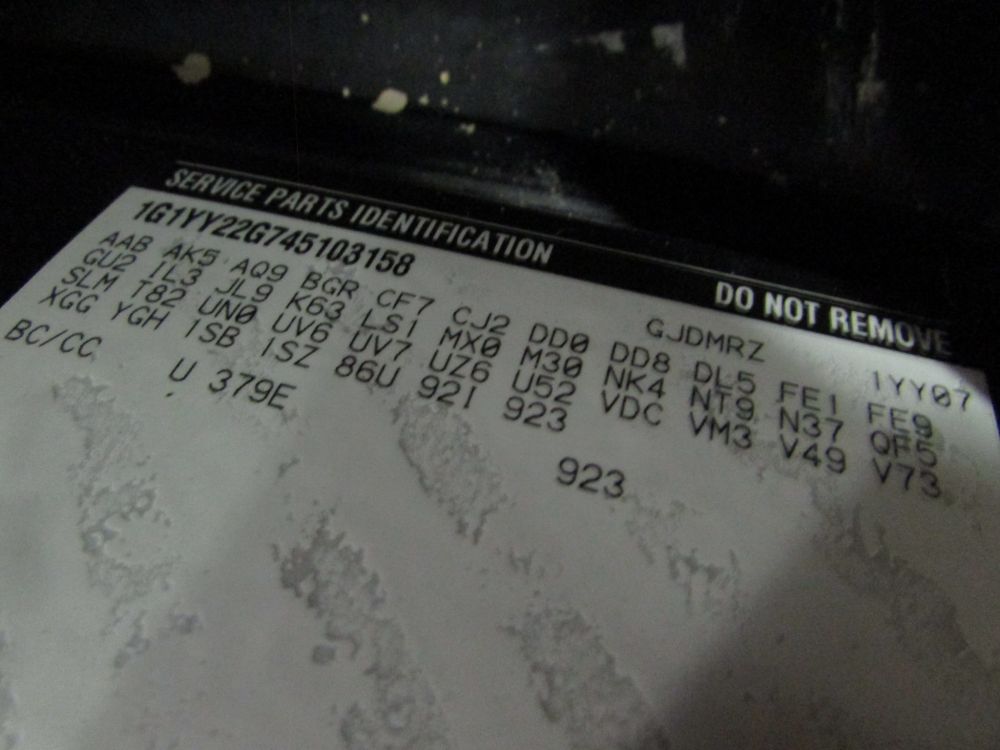 SERVICE PARTS IDENTIFICATION DO NOT REMOVE
1G1YY22G745103158 GJDMRZ 1YY07
AAB AK5 AQ9 BGR CF7 CJ2 DD0 DD8 DL5 FE1 FE9
GU2 IL3 JL9 K63 LS1 MX0 M30 NK4 NT9 N37 QF5
SLM T82 UN0 UV6 UV7 UZ6 U52 VDC VM3 V49 V73
XGG YGH 1SB 1SZ 86U 92I 923
BC/CC U 379E 923